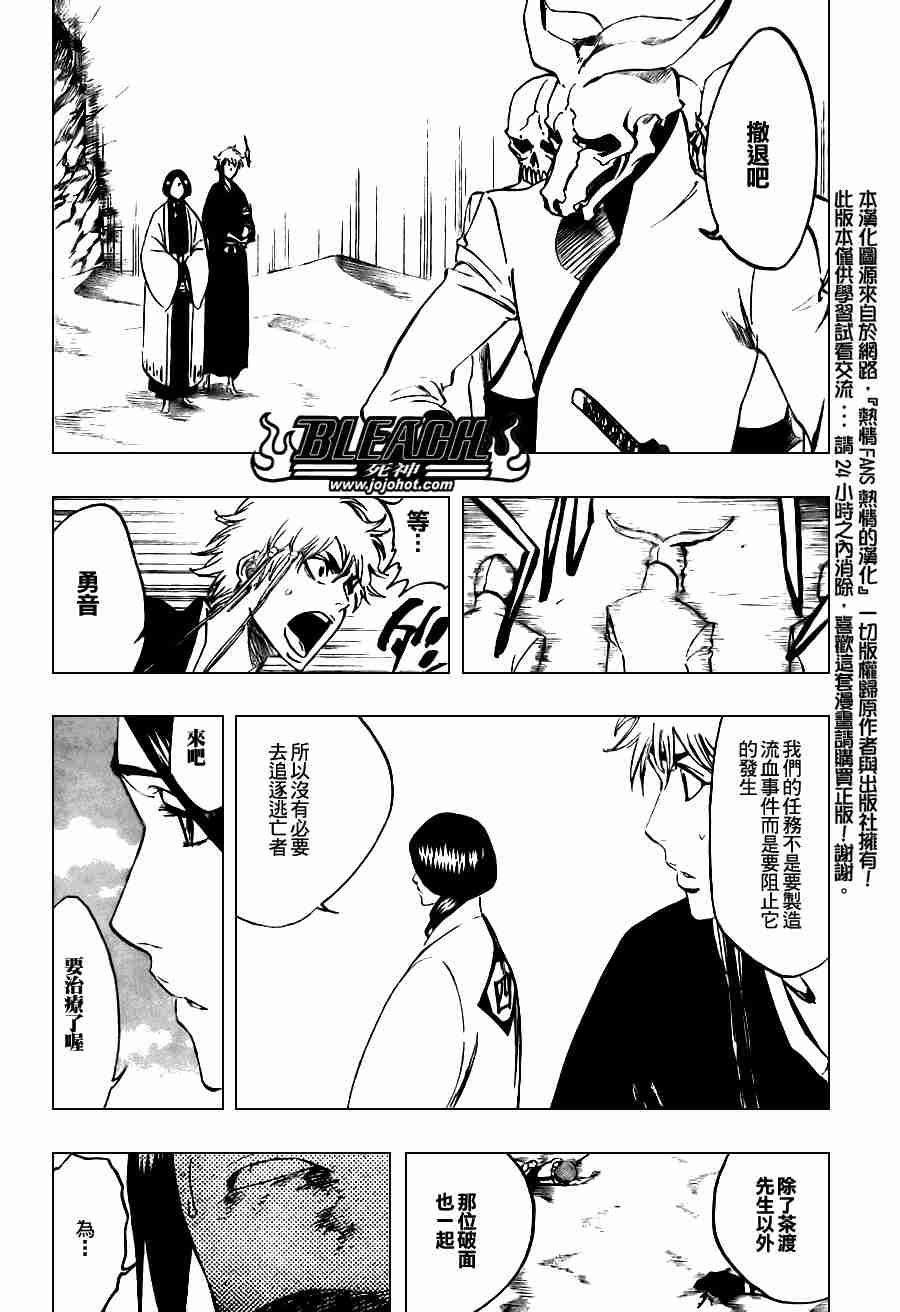 撤退吧
BLEACH
死神
www.jojohot.com
等…
勇音
我們的任務不是要製造
流血事件而是要阻止它
的發生
所以沒有必要
去追逐逃亡者
四
來吧
要治療了喔
除了茶渡
先生以外
那位破面
也一起
為…
本漢化圖源來自於網路，『熱情FANS 熱情的漢化』一切版權歸原作者與出版社擁有！
此版本僅供學習試看交流… 請24小時之內消除，喜歡這套漫畫請購買正版！謝謝。